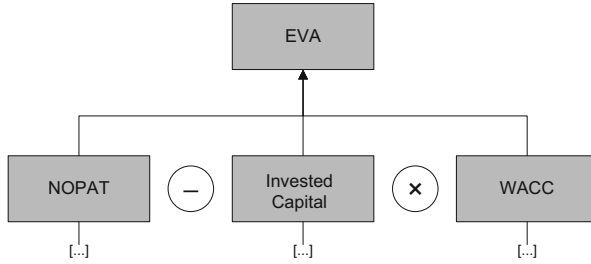 EVA
NOPAT
–
Invested
Capital
×
WACC
[...]
[...]
[...]